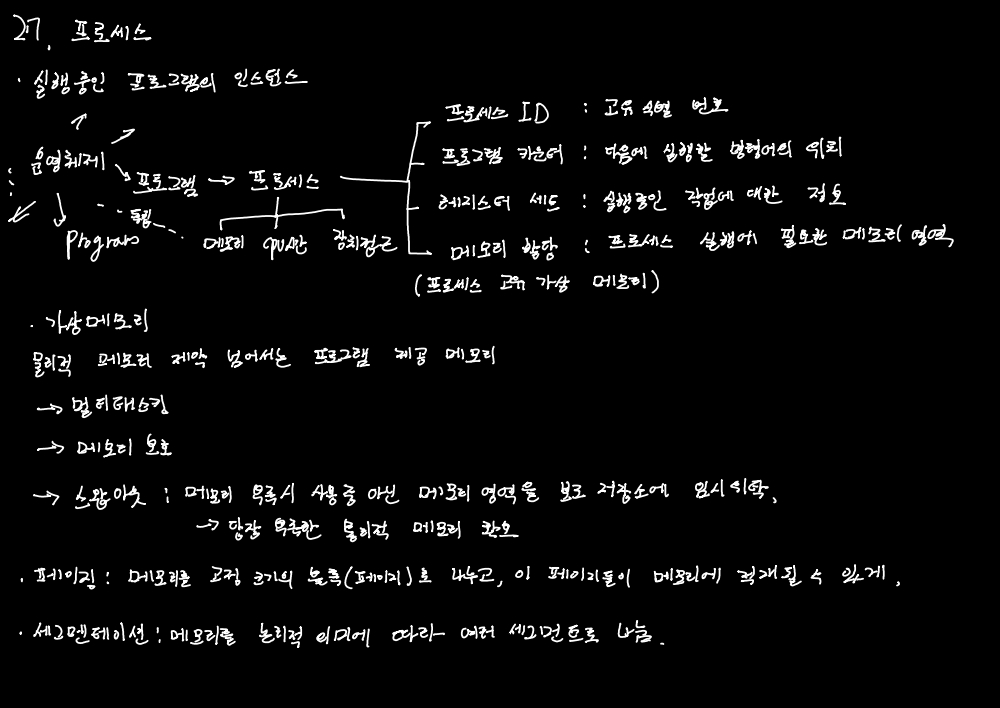 27. 프로세스
· 실행중인 프로그램의 인스턴스
운영체제
프로그램 → 프로세스
Program
독립
메모리 CPU시간 장치접근
프로세스 ID : 고유 식별 번호
프로그램 카운터 : 다음에 실행할 명령어의 위치
레지스터 세트 : 실행중인 작업에 대한 정보
메모리 할당 : 프로세스 실행에 필요한 메모리 영역
(프로세스 고유 가상 메모리)
· 가상메모리
물리적 메모리 제약 넘어서는 프로그램 제공 메모리
→ 멀티태스킹
→ 메모리 보호
→ 스왑아웃 : 메모리 부족시 사용중 아닌 메모리 영역을 보조 저장소에 임시위탁.
→ 당장 부족한 물리적 메모리 확보
· 페이징 : 메모리를 고정 크기의 블록(페이지)로 나누고, 이 페이지들이 메모리에 적재될 수 있게.
· 세그멘테이션 : 메모리를 논리적 의미에 따라 여러 세그먼트로 나눔.